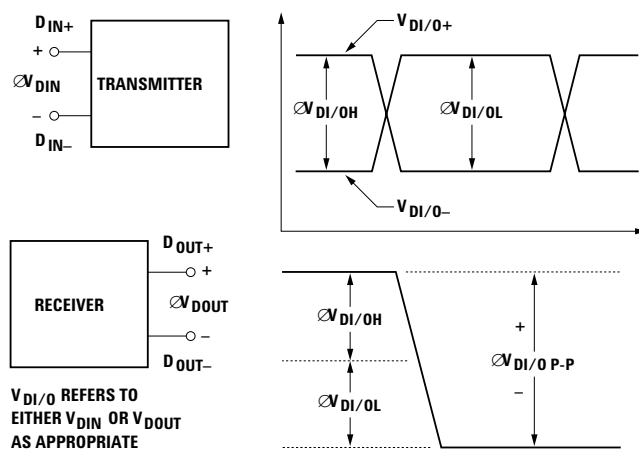 D IN+
+
∅V DIN
TRANSMITTER
−
D IN−
V DI/O+
∅V DI/OH
∅V DI/OL
V DI/O−
D OUT+
+
RECEIVER
∅V DOUT
−
D OUT−
V DI/O REFERS TO
EITHER V DIN OR V DOUT
AS APPROPRIATE
∅V DI/OH
+
∅V DI/O P-P
−
∅V DI/OL